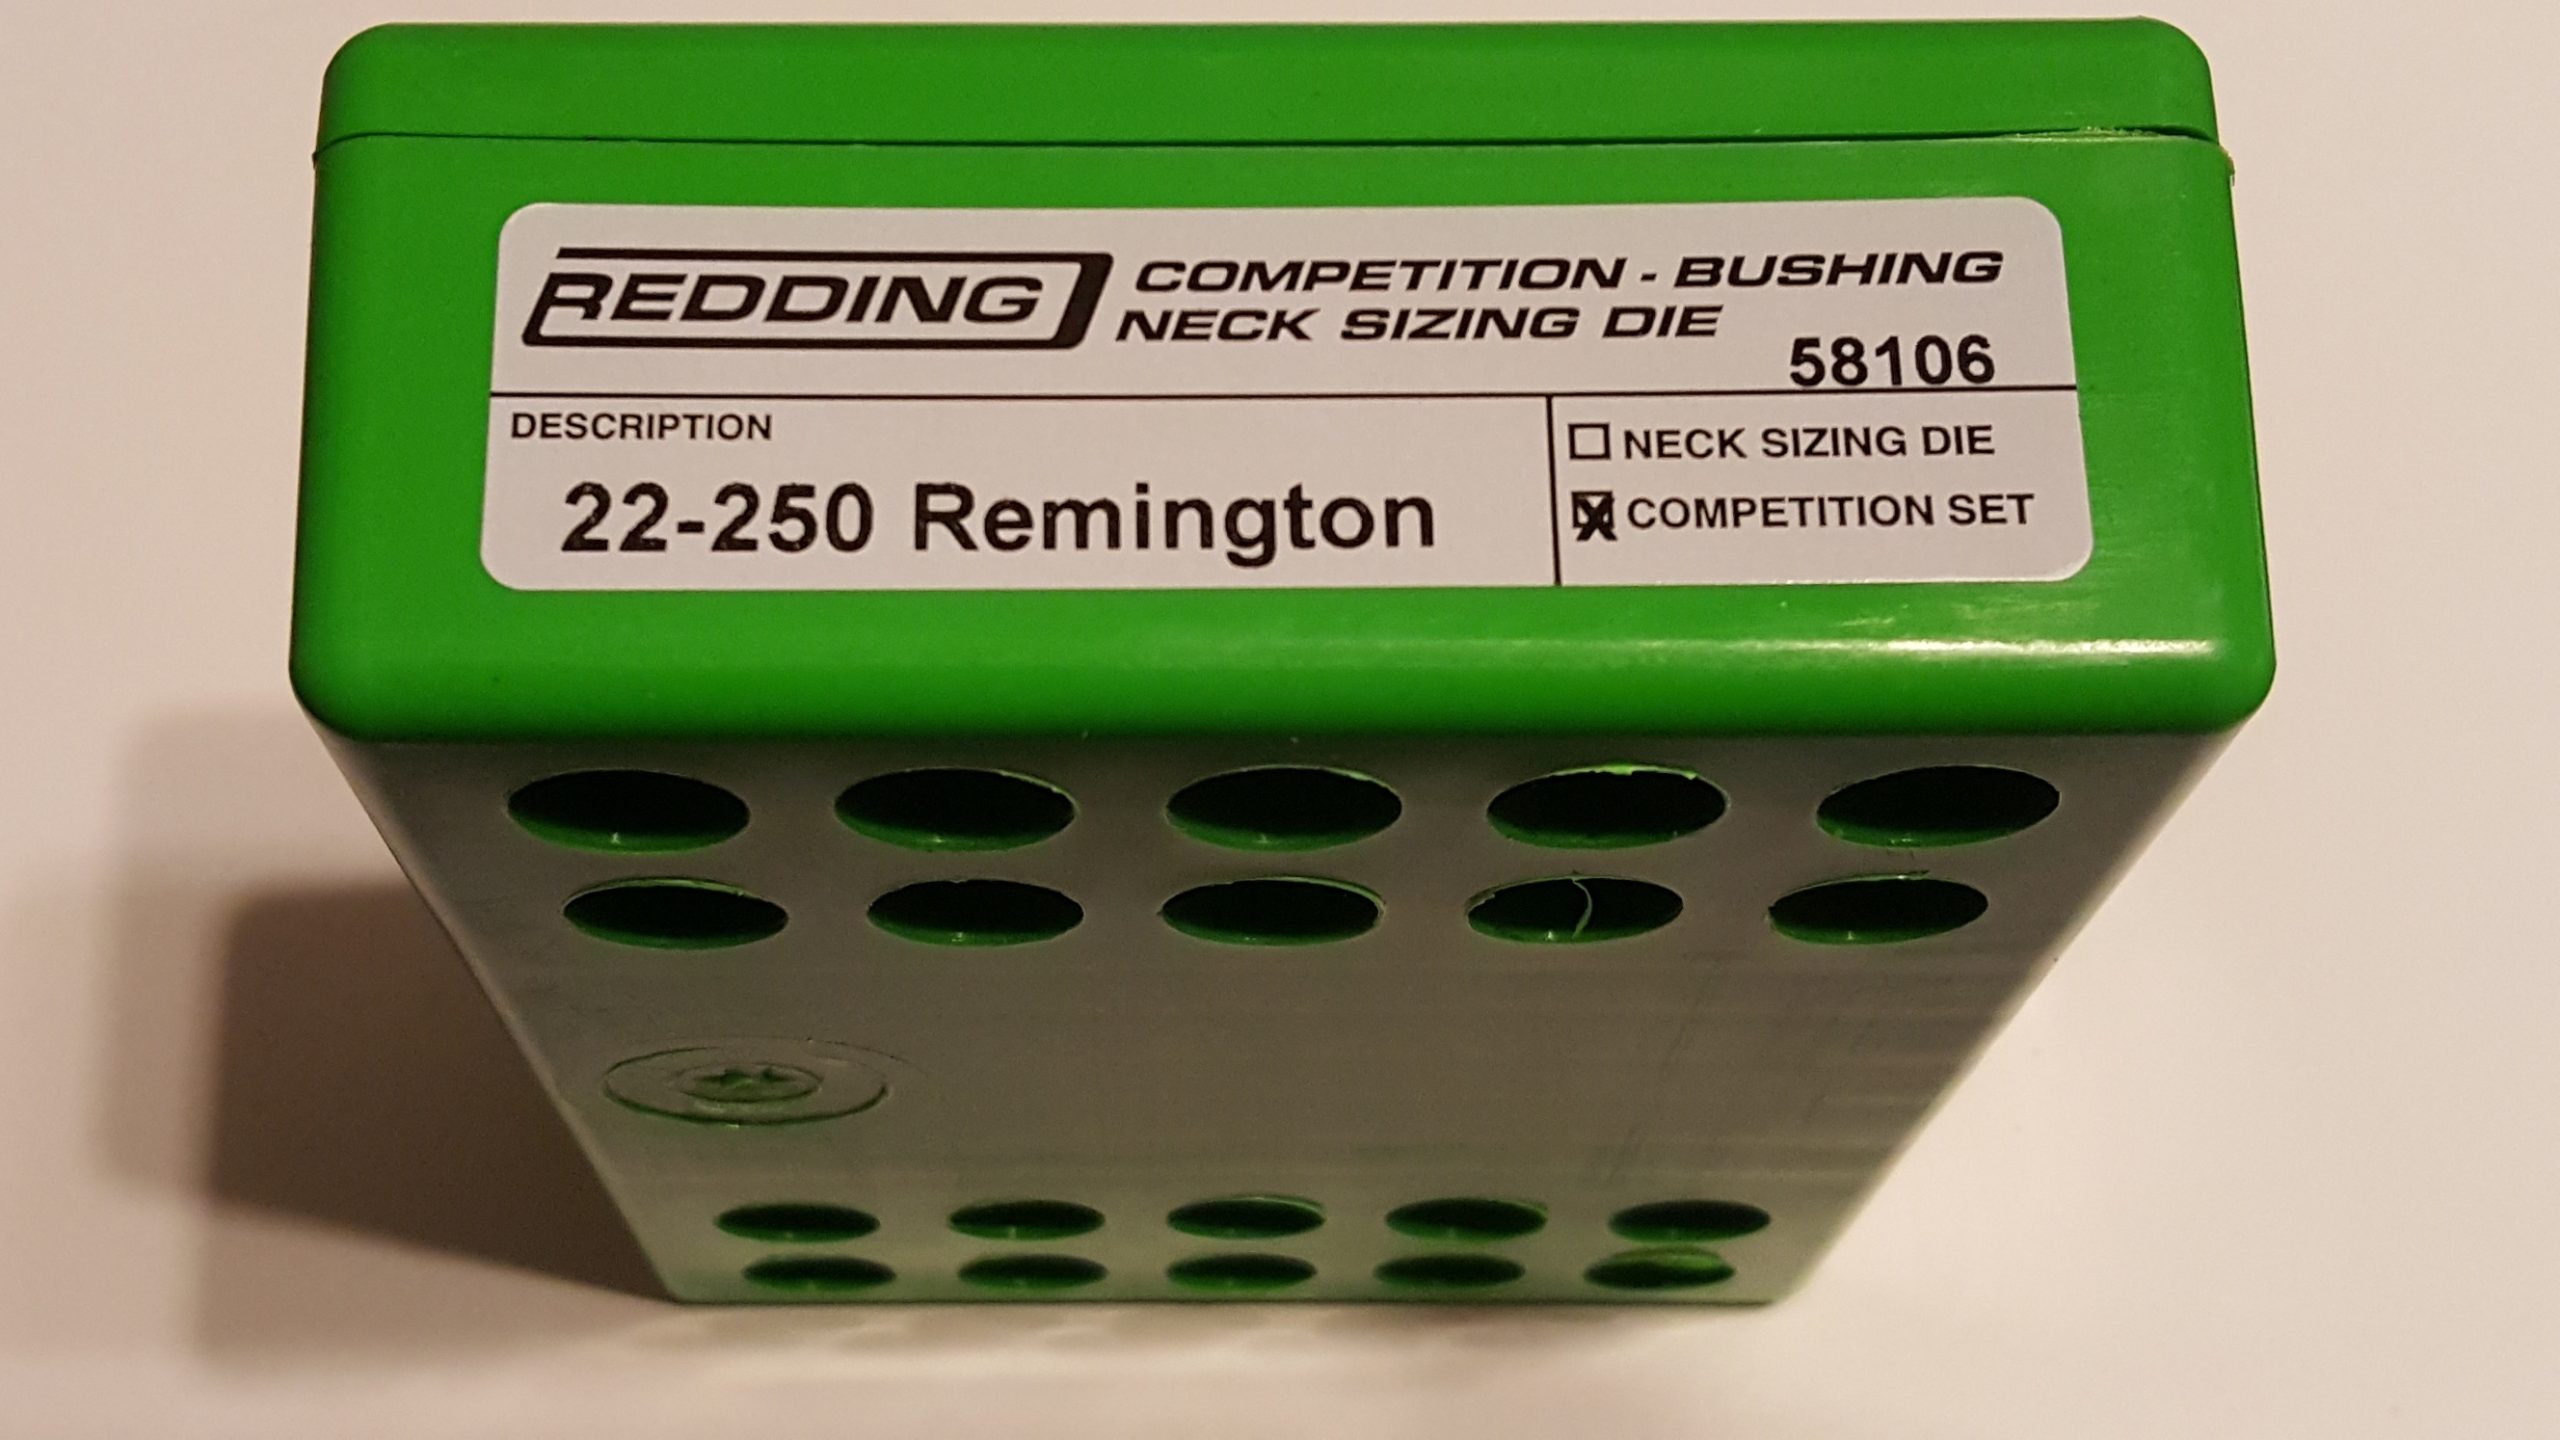 REDDING
COMPETITION - BUSHING
NECK SIZING DIE
58106
DESCRIPTION
22-250 Remington
NECK SIZING DIE
X COMPETITION SET